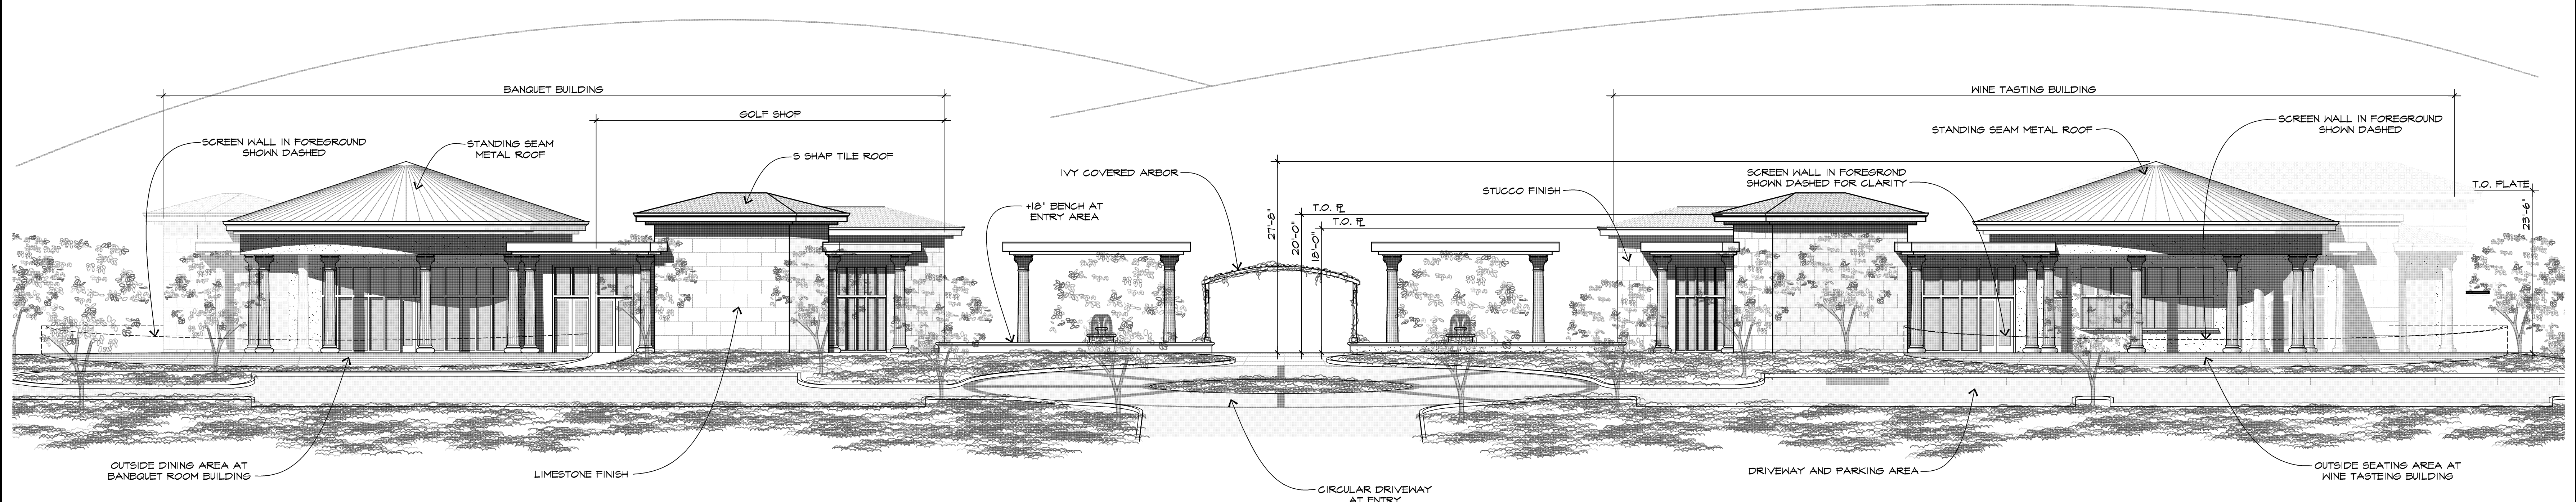 BANQUET BUILDING
WINE TASTING BUILDING
GOLF SHOP
SCREEN WALL IN FOREGROUND
SHOWN DASHED
STANDING SEAM
METAL ROOF
S SHAP TILE ROOF
IVY COVERED ARBOR
+18" BENCH AT
ENTRY AREA
27'-8"
20'-0"
18'-0"
T.O. PL
T.O. PL
STUCCO FINISH
SCREEN WALL IN FOREGROND
SHOWN DASHED FOR CLARITY
STANDING SEAM METAL ROOF
SCREEN WALL IN FOREGROUND
SHOWN DASHED
T.O. PLATE
23'-6"
OUTSIDE DINING AREA AT
BANBQUET ROOM BUILDING
LIMESTONE FINISH
CIRCULAR DRIVEWAY
AT ENTRY
DRIVEWAY AND PARKING AREA
OUTSIDE SEATING AREA AT
WINE TASTEING BUILDING